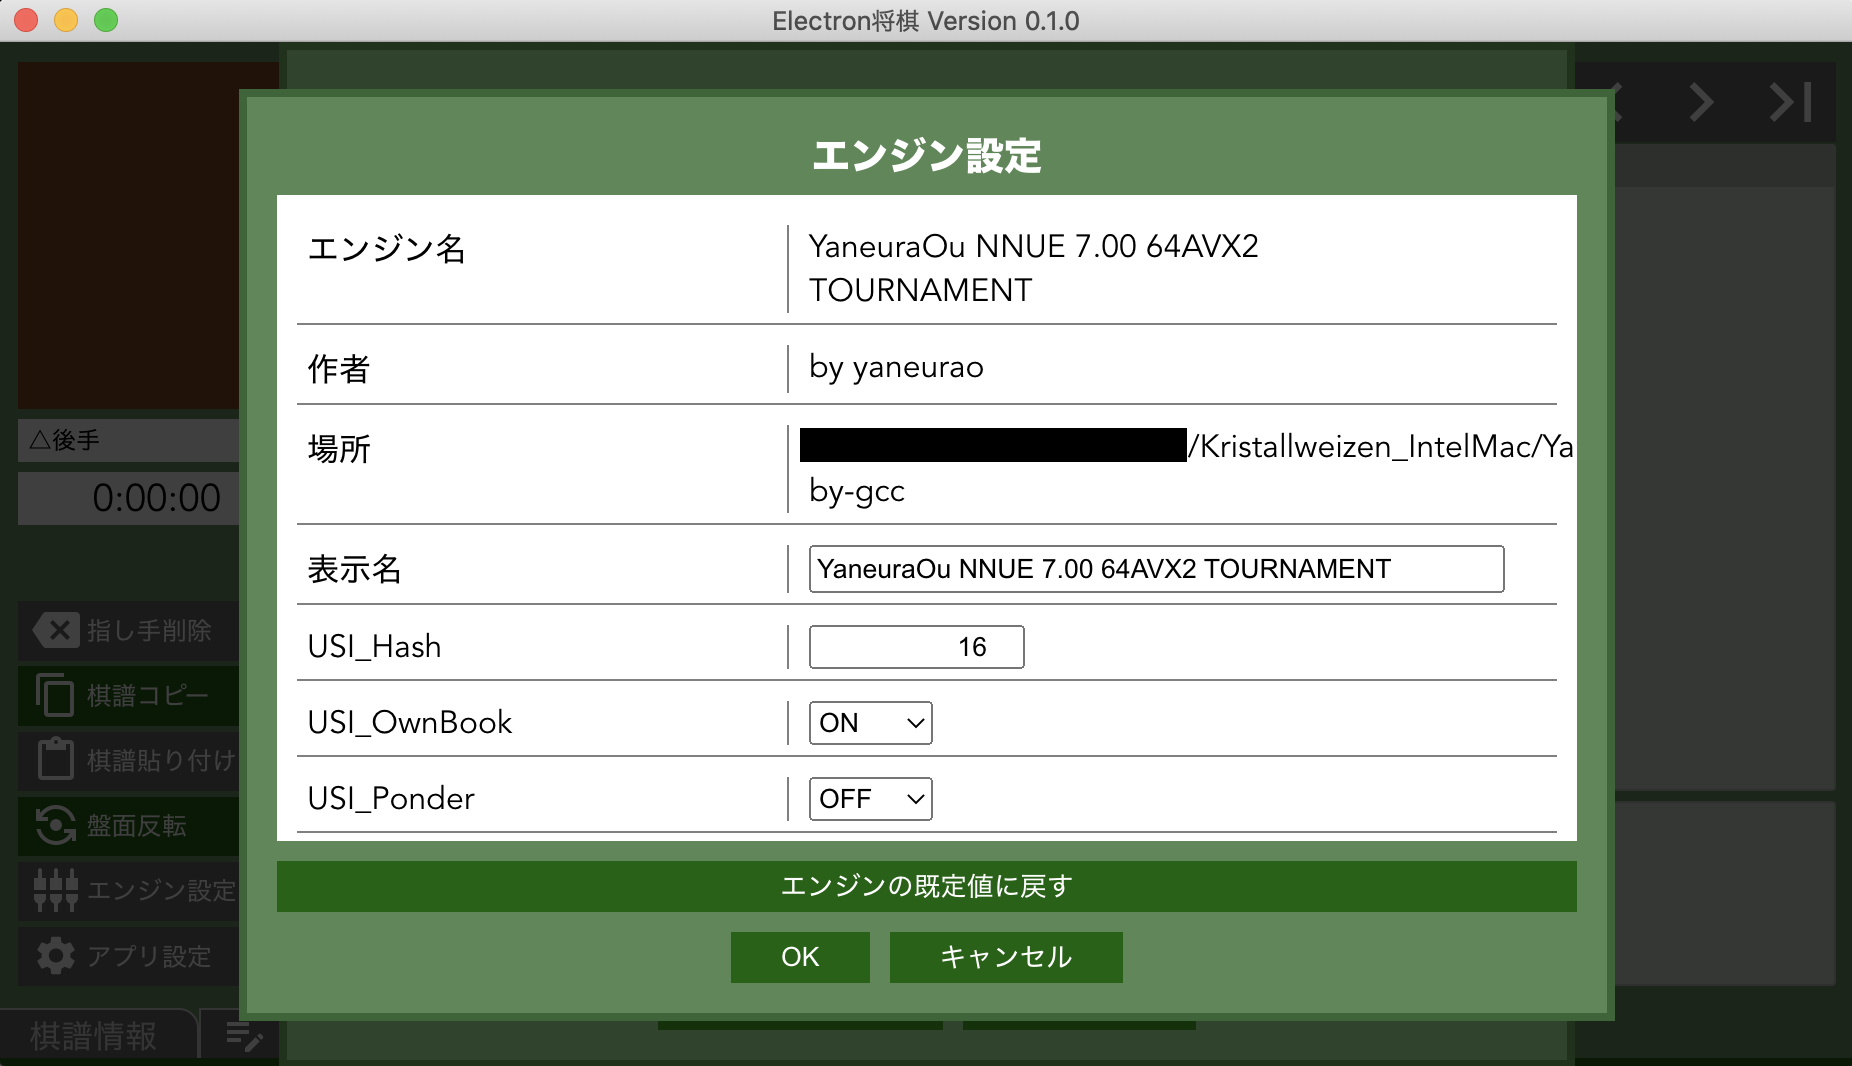 Electron将棋 Version 0.1.0
エンジン設定
エンジン名
YaneuraOu NNUE 7.00 64AVX2
TOURNAMENT
作者
by yaneurao
場所
/Kristallweizen_IntelMac/Ya
by-gcc
表示名
YaneuraOu NNUE 7.00 64AVX2 TOURNAMENT
USI_Hash
16
USI_OwnBook
ON
USI_Ponder
OFF
エンジンの既定値に戻す
OK
キャンセル
△後手
0:00:00
指し手削除
棋譜コピー
棋譜貼り付け
盤面反転
エンジン設定
アプリ設定
棋譜情報